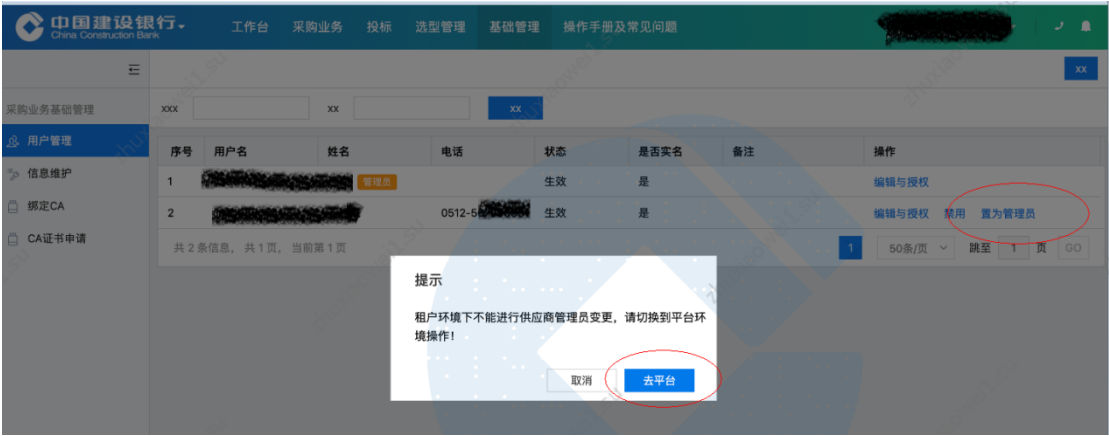 中国建设银行
China Construction Bank
工作台 采购业务 投标 选型管理 基础管理 操作手册及常见问题
xx
采购业务基础管理
xxx xx xx
用户管理
信息维护
绑定CA
CA证书申请
序号 用户名 姓名 电话 状态 是否实名 备注 操作
1 管理员 生效 是 编辑与授权
2 0512-5 生效 是 编辑与授权 禁用 置为管理员
共 2 条信息， 共 1 页， 当前第 1 页 1 50条/页 跳至 1 页 GO
提示
租户环境下不能进行供应商管理员变更，请切换到平台环
境操作！
取消 去平台